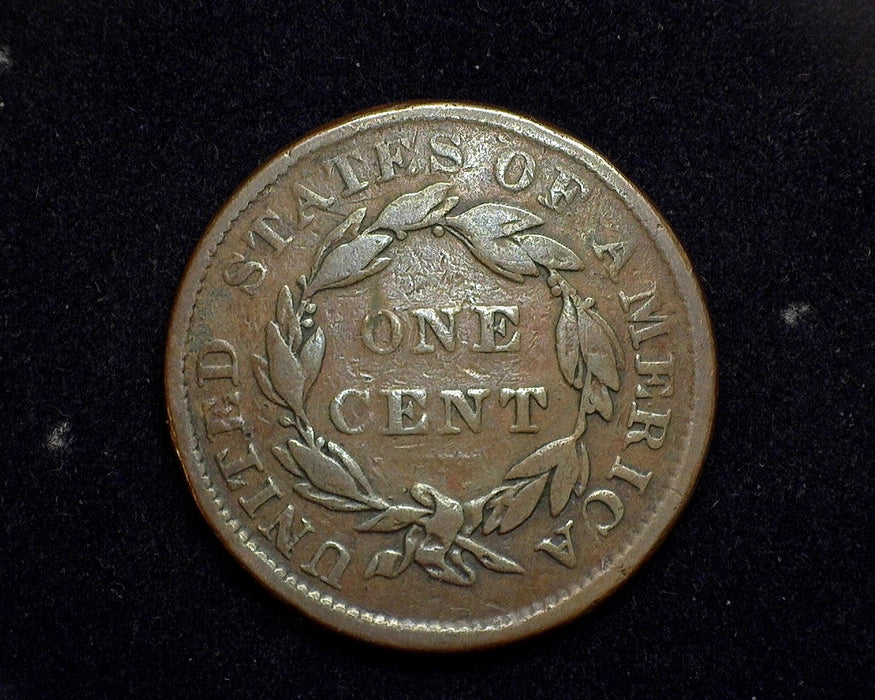 UNITED STATES OF AMERICA
ONE
CENT